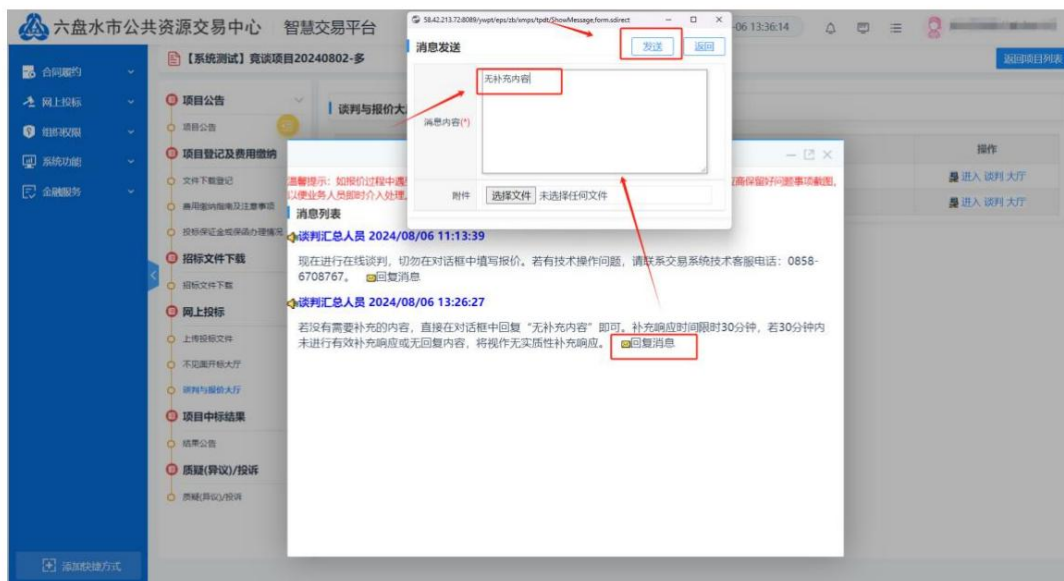 六盘水市公共资源交易中心 智慧交易平台
-06 13:36:14
58.42.213.72:8089/ywpt/eps/zb/xmps/tpdt/ShowMessage,form.sdirect
消息发送
发送
返回
消息内容(*)
无补充内容
附件
选择文件 未选择任何文件
【系统测试】竞谈项目20240802-多
返回项目列表
合同履约
网上投标
组织权限
系统功能
金融服务
添加快捷方式
项目公告
项目公告
项目登记及费用缴纳
文件下载登记
费用缴纳指南及注意事项
投标保证金或保函办理情况
招标文件下载
招标文件下载
网上投标
上传投标文件
不见面开标大厅
谈判与报价大厅
项目中标结果
结果公告
质疑(异议)/投诉
质疑(异议)/投诉
谈判与报价大
操作
进入 谈判 大厅
进入 谈判 大厅
温馨提示：如报价过程中遇
应商保留好问题事项截图，
以便业务人员即时介入处理。
消息列表
谈判汇总人员 2024/08/06 11:13:39
现在进行在线谈判，切勿在对话框中填写报价。若有技术操作问题，请联系交易系统技术客服电话：0858-
6708767。 回复消息
谈判汇总人员 2024/08/06 13:26:27
若没有需要补充的内容，直接在对话框中回复“无补充内容”即可。补充响应时间限时30分钟，若30分钟内
未进行有效补充响应或无回复内容，将视作无实质性补充响应。 回复消息